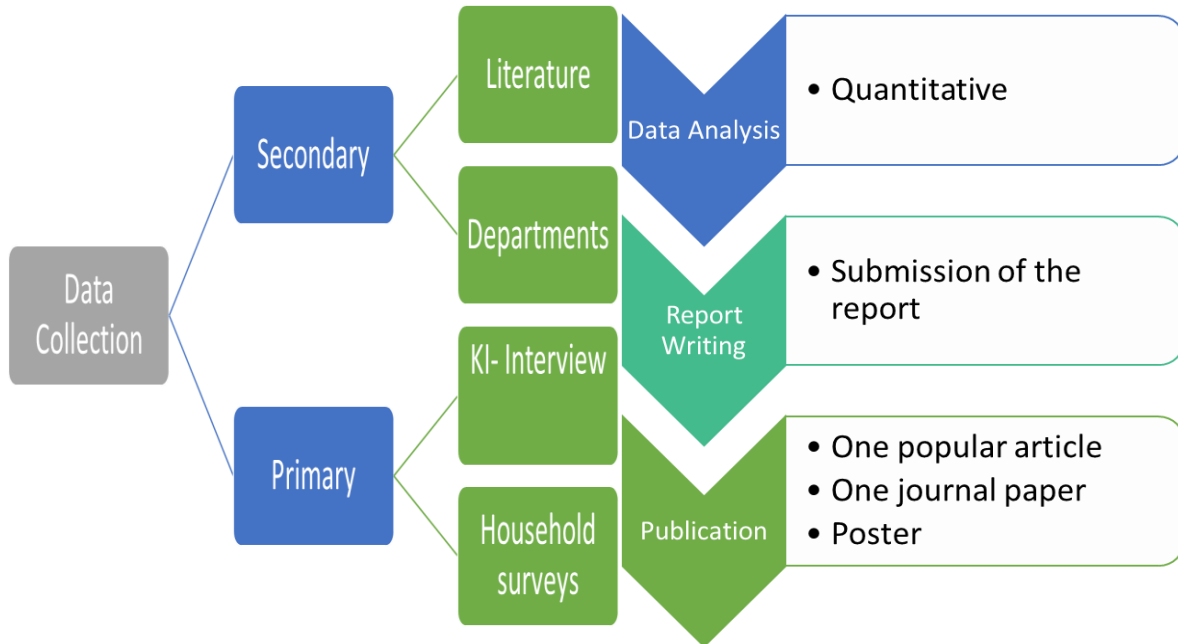 Data
Collection
Secondary
Primary
Literature
Departments
KI- Interview
Household
surveys
Data Analysis
• Quantitative
Report
Writing
• Submission of the
report
Publication
• One popular article
• One journal paper
• Poster